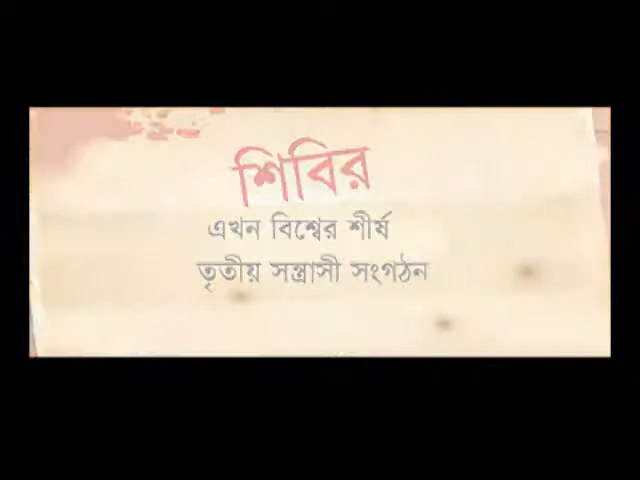 শিবির
এখন বিশ্বের শীর্ষ
তৃতীয় সন্ত্রাসী সংগঠন